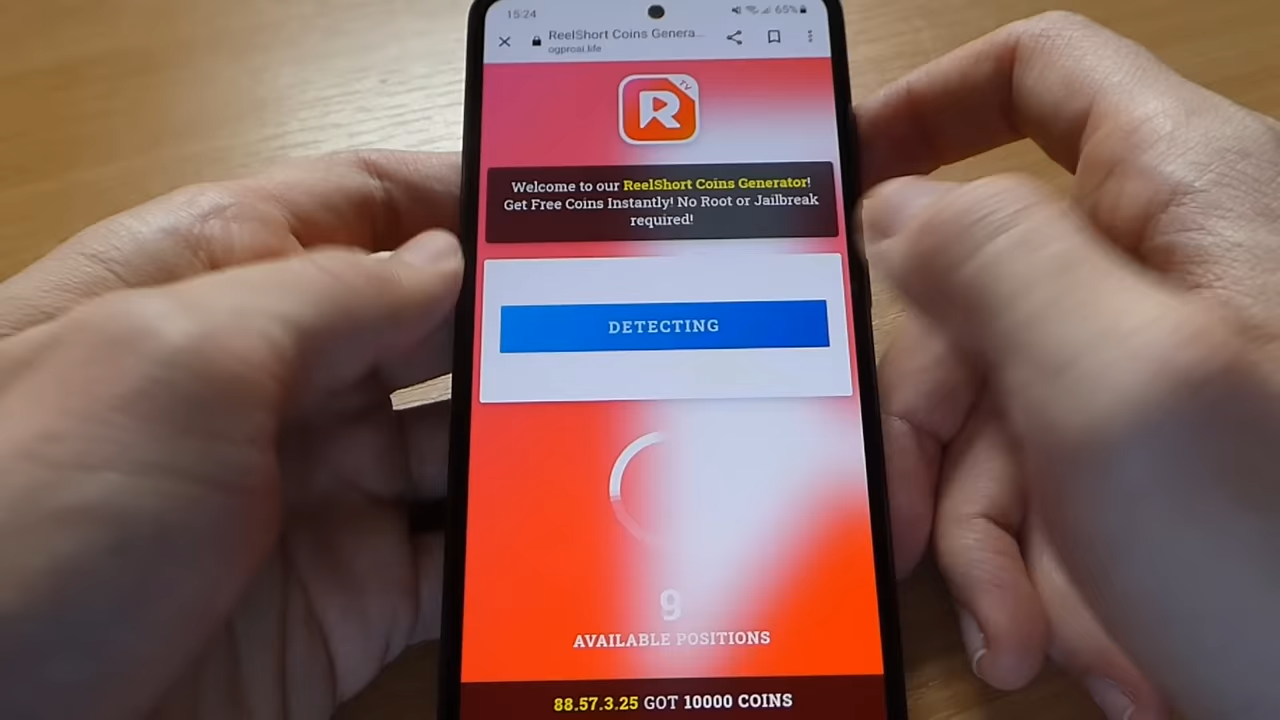 15:24
65%
ReelShort Coins Genera...
ogproai.life
TV
R
Welcome to our ReelShort Coins Generator!
Get Free Coins Instantly! No Root or Jailbreak
required!
DETECTING
9
AVAILABLE POSITIONS
88.57.3.25 GOT 10000 COINS